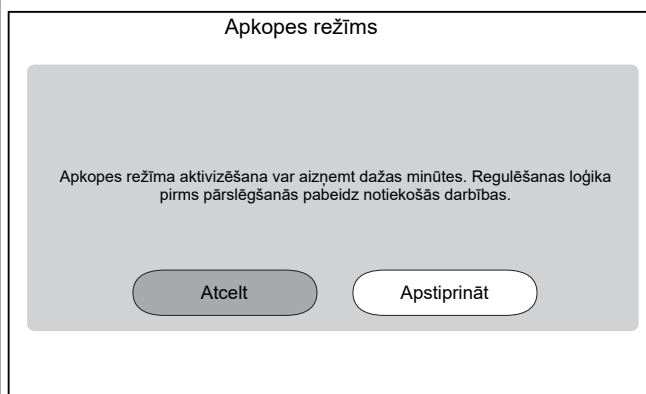 Apkopes režīms
Apkopes režīma aktivizēšana var aizņemt dažas minūtes. Regulēšanas loģika
pirms pārslēgšanās pabeidz notiekošās darbības.
Atcelt
Apstiprināt